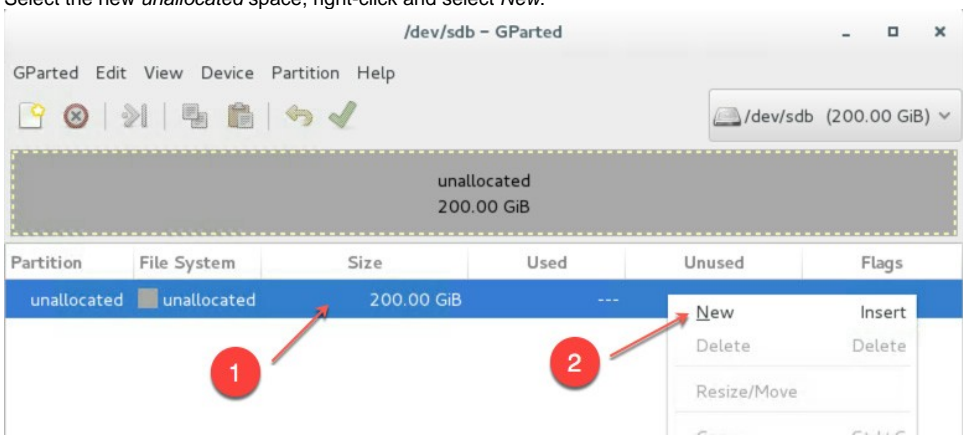 Select the new unallocated space, right-click and select New.
/dev/sdb – GParted
GParted Edit View Device Partition Help
/dev/sdb (200.00 GiB)
unallocated
200.00 GiB
Partition File System Size Used Unused Flags
unallocated unallocated 200.00 GiB ---
New Insert
Delete Delete
1
2
Resize/Move